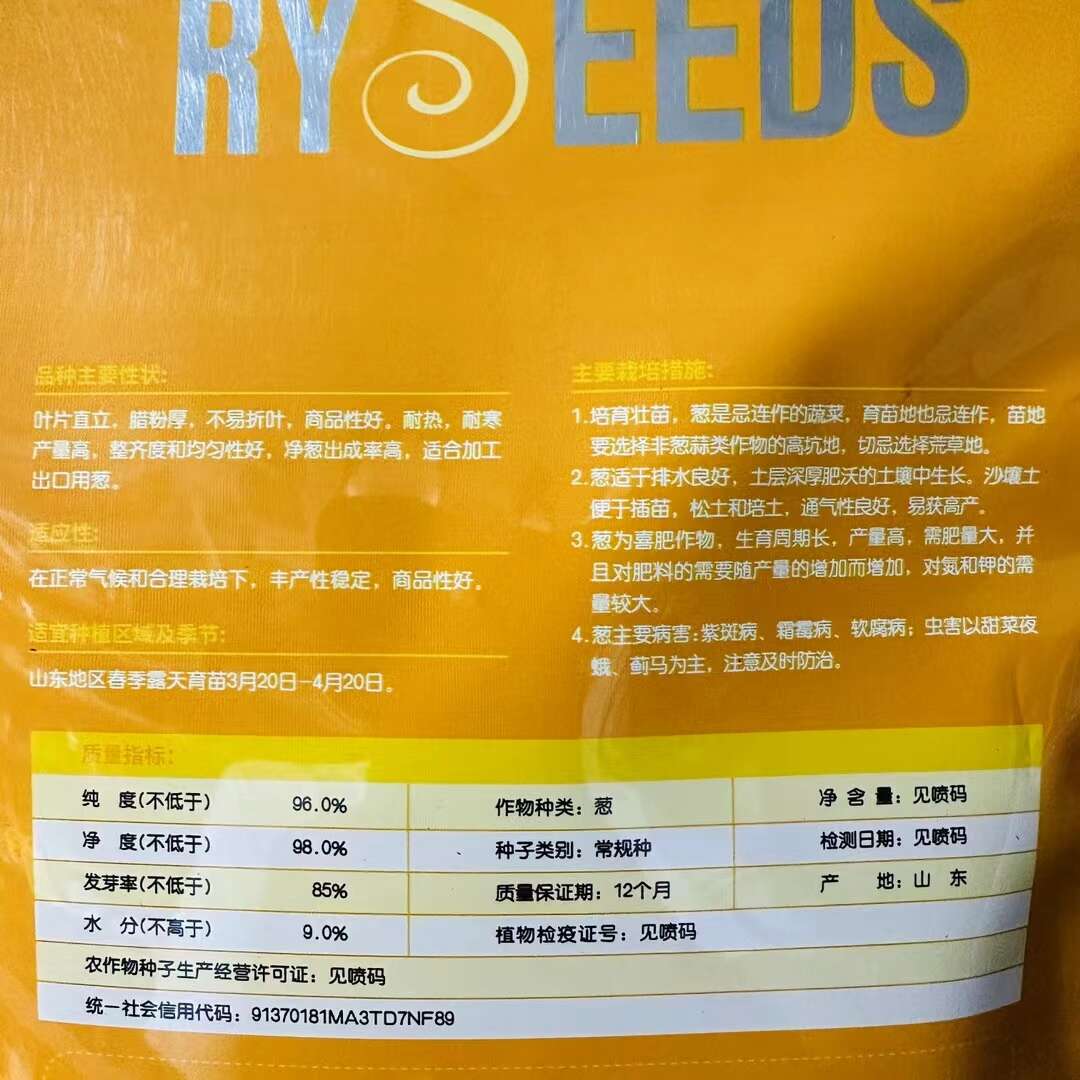 RYSEEDS
品种主要性状:
叶片直立，腊粉厚，不易折叶，商品性好。耐热，耐寒
产量高，整齐度和均匀性好，净葱出成率高，适合加工
出口用葱。
适应性:
在正常气候和合理栽培下，丰产性稳定，商品性好。
适宜种植区域及季节:
山东地区春季露天育苗3月20日-4月20日。
主要栽培措施:
1.培育壮苗，葱是忌连作的蔬菜，育苗地也忌连作，苗地
要选择非葱蒜类作物的高坑地，切忌选择荒草地。
2.葱适于排水良好，土层深厚肥沃的土壤中生长。沙壤土
便于插苗，松土和培土，通气性良好，易获高产。
3.葱为喜肥作物，生育周期长，产量高，需肥量大，并
且对肥料的需要随产量的增加而增加，对氮和钾的需
量较大。
4.葱主要病害:紫斑病、霜霉病、软腐病；虫害以甜菜夜
蛾、蓟马为主，注意及时防治。
质量指标:
纯 度(不低于) 96.0% 作物种类：葱 净 含 量：见喷码
净 度(不低于) 98.0% 种子类别：常规种 检测日期：见喷码
发芽率(不低于) 85% 质量保证期：12个月 产 地：山 东
水 分(不高于) 9.0% 植物检疫证号：见喷码
农作物种子生产经营许可证：见喷码
统一社会信用代码：91370181MA3TD7NF89